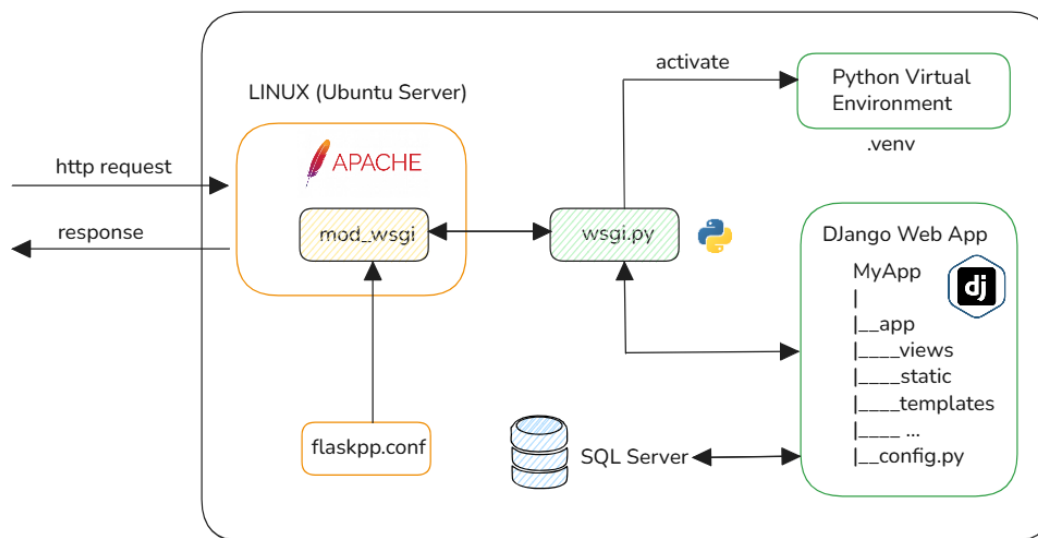 activate
Python Virtual
Environment
.venv
LINUX (Ubuntu Server)
APACHE
http request
response
mod_wsgi
wsgi.py
DJango Web App
MyApp
dj
|
|__app
|____views
|____static
|____templates
|____ ...
|__config.py
flaskpp.conf
SQL Server